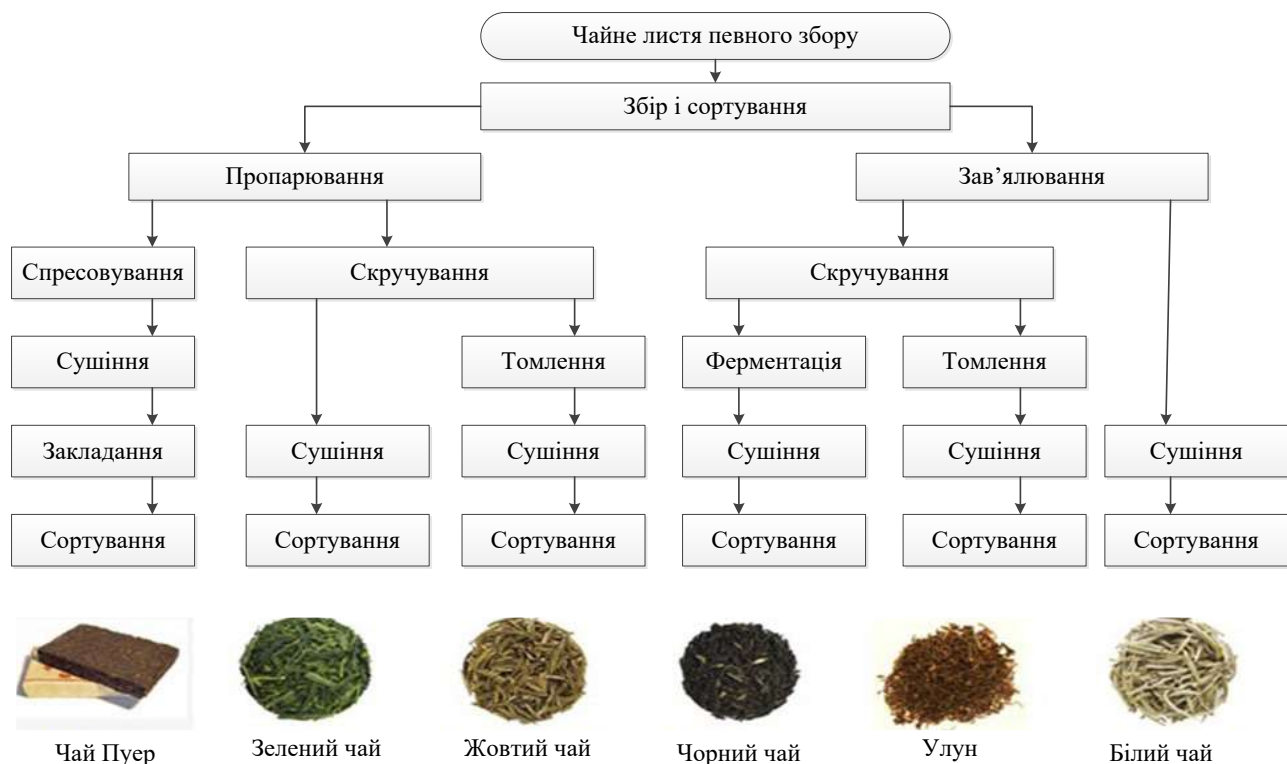 Чайне листя певного збору
Збір і сортування
Пропарювання
Зав’ялювання
Спресовування
Скручування
Скручування
Сушіння
Томлення
Ферментація
Томлення
Закладання
Сушіння
Сушіння
Сушіння
Сушіння
Сушіння
Сортування
Сортування
Сортування
Сортування
Сортування
Сортування
Чай Пуер
Зелений чай
Жовтий чай
Чорний чай
Улун
Білий чай